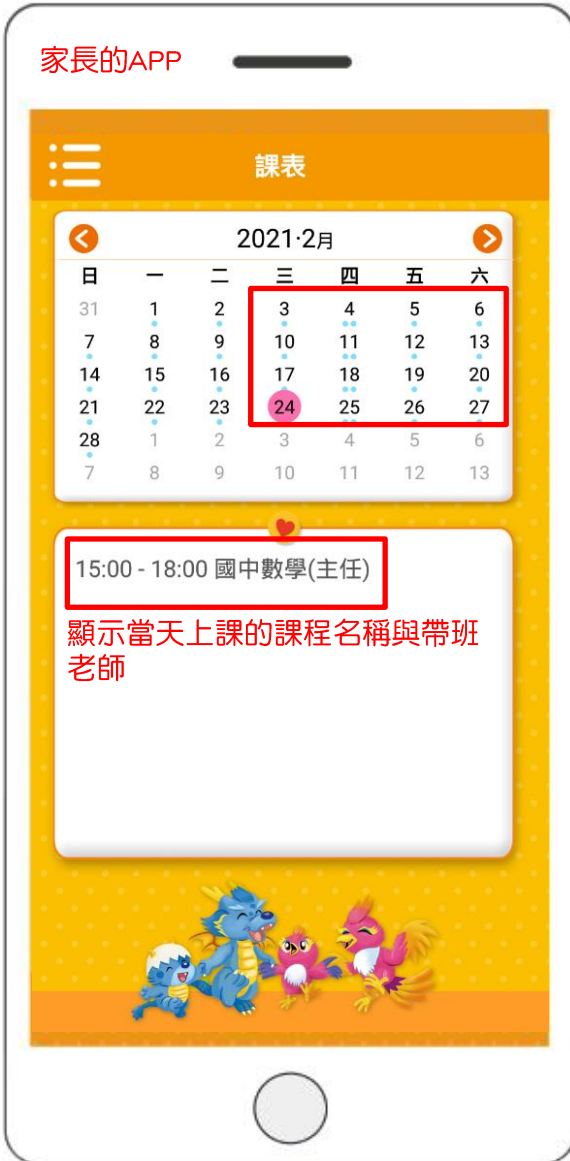 家長的APP
課表
2021·2月
日 一 二 三 四 五 六
31 1 2 3 4 5 6
7 8 9 10 11 12 13
14 15 16 17 18 19 20
21 22 23 24 25 26 27
28 1 2 3 4 5 6
7 8 9 10 11 12 13
15:00 - 18:00 國中數學(主任)
顯示當天上課的課程名稱與帶班
老師